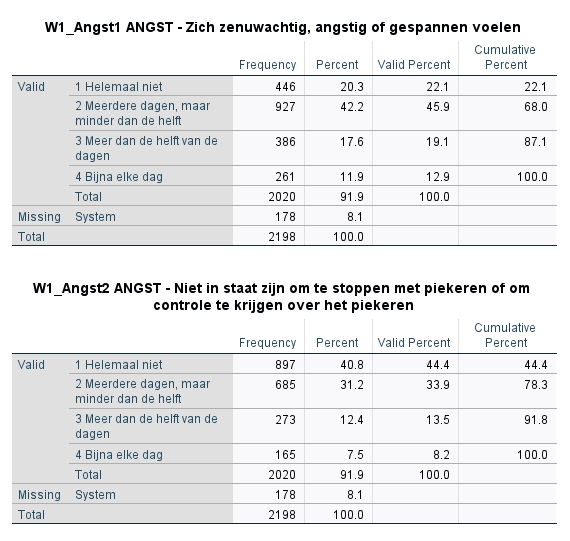 W1_Angst1 ANGST - Zich zenuwachtig, angstig of gespannen voelen
Frequency Percent Valid Percent Cumulative Percent
Valid 1 Helemaal niet 446 20.3 22.1 22.1
2 Meerdere dagen, maar minder dan de helft 927 42.2 45.9 68.0
3 Meer dan de helft van de dagen 386 17.6 19.1 87.1
4 Bijna elke dag 261 11.9 12.9 100.0
Total 2020 91.9 100.0
Missing System 178 8.1
Total 2198 100.0
W1_Angst2 ANGST - Niet in staat zijn om te stoppen met piekeren of om
controle te krijgen over het piekeren
Frequency Percent Valid Percent Cumulative Percent
Valid 1 Helemaal niet 897 40.8 44.4 44.4
2 Meerdere dagen, maar minder dan de helft 685 31.2 33.9 78.3
3 Meer dan de helft van de dagen 273 12.4 13.5 91.8
4 Bijna elke dag 165 7.5 8.2 100.0
Total 2020 91.9 100.0
Missing System 178 8.1
Total 2198 100.0